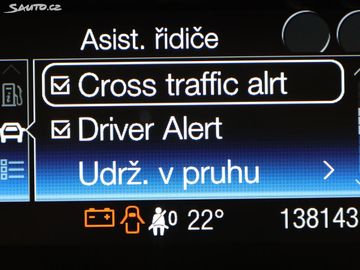 Sauto.cz
Asist. řidiče
Cross traffic alrt
Driver Alert
Udrž. v pruhu
0 22° 138143